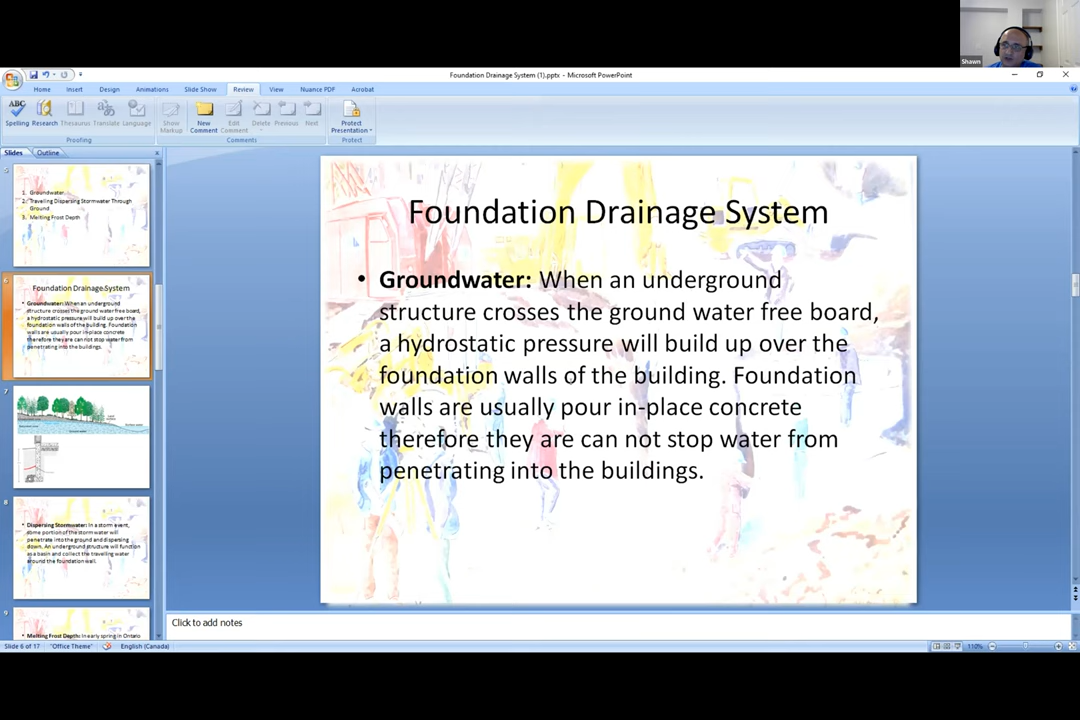 Shawn
Foundation Drainage System (1).pptx - Microsoft PowerPoint
Home Insert Design Animations Slide Show Review View Nuance PDF Acrobat
Spelling Research Thesaurus Translate Language
Show Markup New Comment Edit Comment Delete Previous Next
Protect Presentation
Proofing Comments Protect
Slides Outline
5
1. Groundwater
2. Travelling Dispersing Stormwater Through
Ground
3. Melting Frost Depth
6
Foundation Drainage System
• Groundwater: When an underground
structure crosses the ground water free board,
a hydrostatic pressure will build up over the
foundation walls of the building. Foundation
walls are usually pour in-place concrete
therefore they are can not stop water from
penetrating into the buildings.
7
8
• Dispersing Stormwater: In a storm event,
some portion of the storm water will
penetrate into the ground and dispersing
down. An underground structure will function
as a basin and collect the travelling water
around the foundation wall.
9
• Melting Frost Depth: In early spring in Ontario
Foundation Drainage System
• Groundwater: When an underground
structure crosses the ground water free board,
a hydrostatic pressure will build up over the
foundation walls of the building. Foundation
walls are usually pour in-place concrete
therefore they are can not stop water from
penetrating into the buildings.
Click to add notes
Slide 6 of 17 "Office Theme" English (Canada) 110%